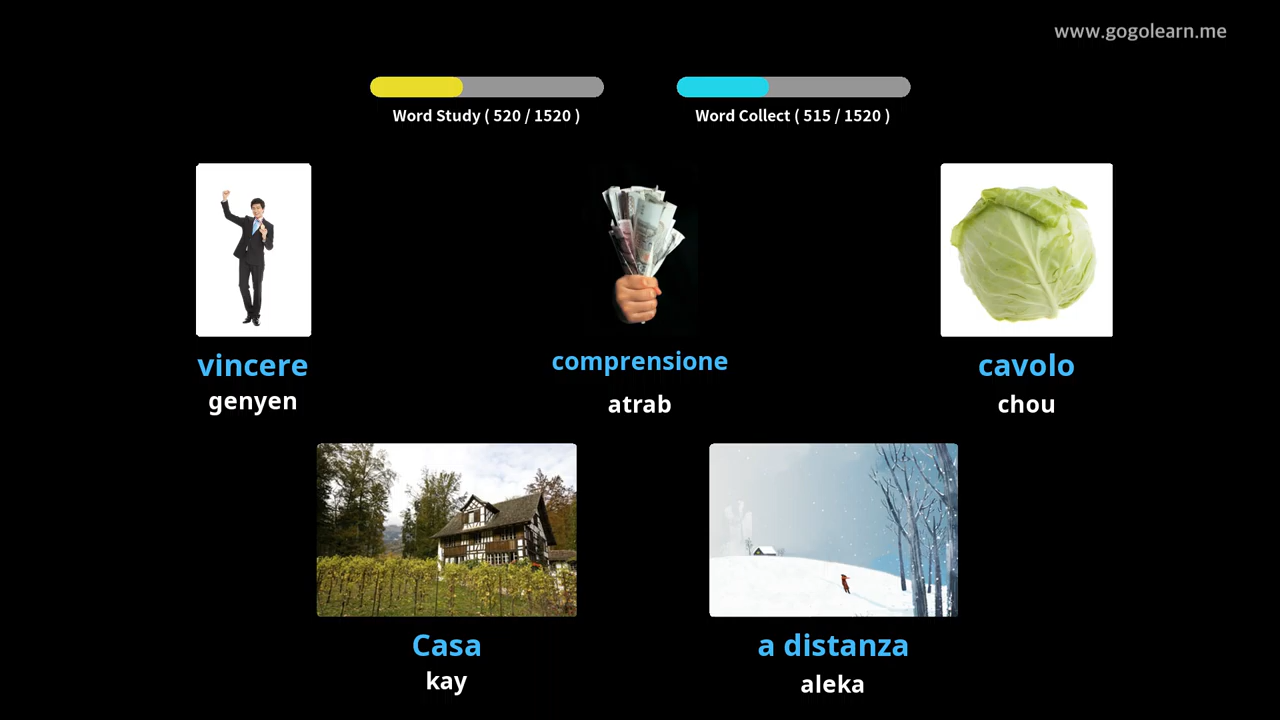 www.gogolearn.me
Word Study ( 520 / 1520 )
Word Collect ( 515 / 1520 )
vincere
genyen
comprensione
atrab
cavolo
chou
Casa
kay
a distanza
aleka